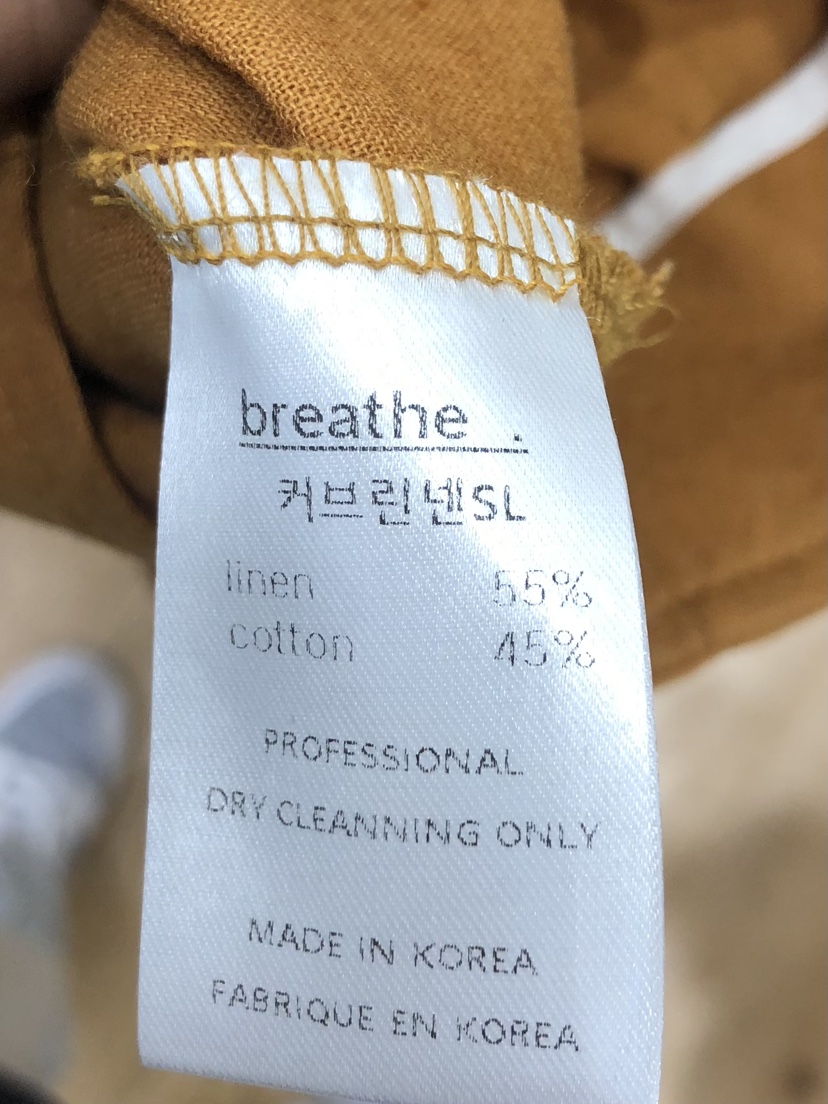 breathe .
커브린넨SL
linen 55%
cotton 45%
PROFESSIONAL
DRY CLEANNING ONLY
MADE IN KOREA
FABRIQUE EN KOREA